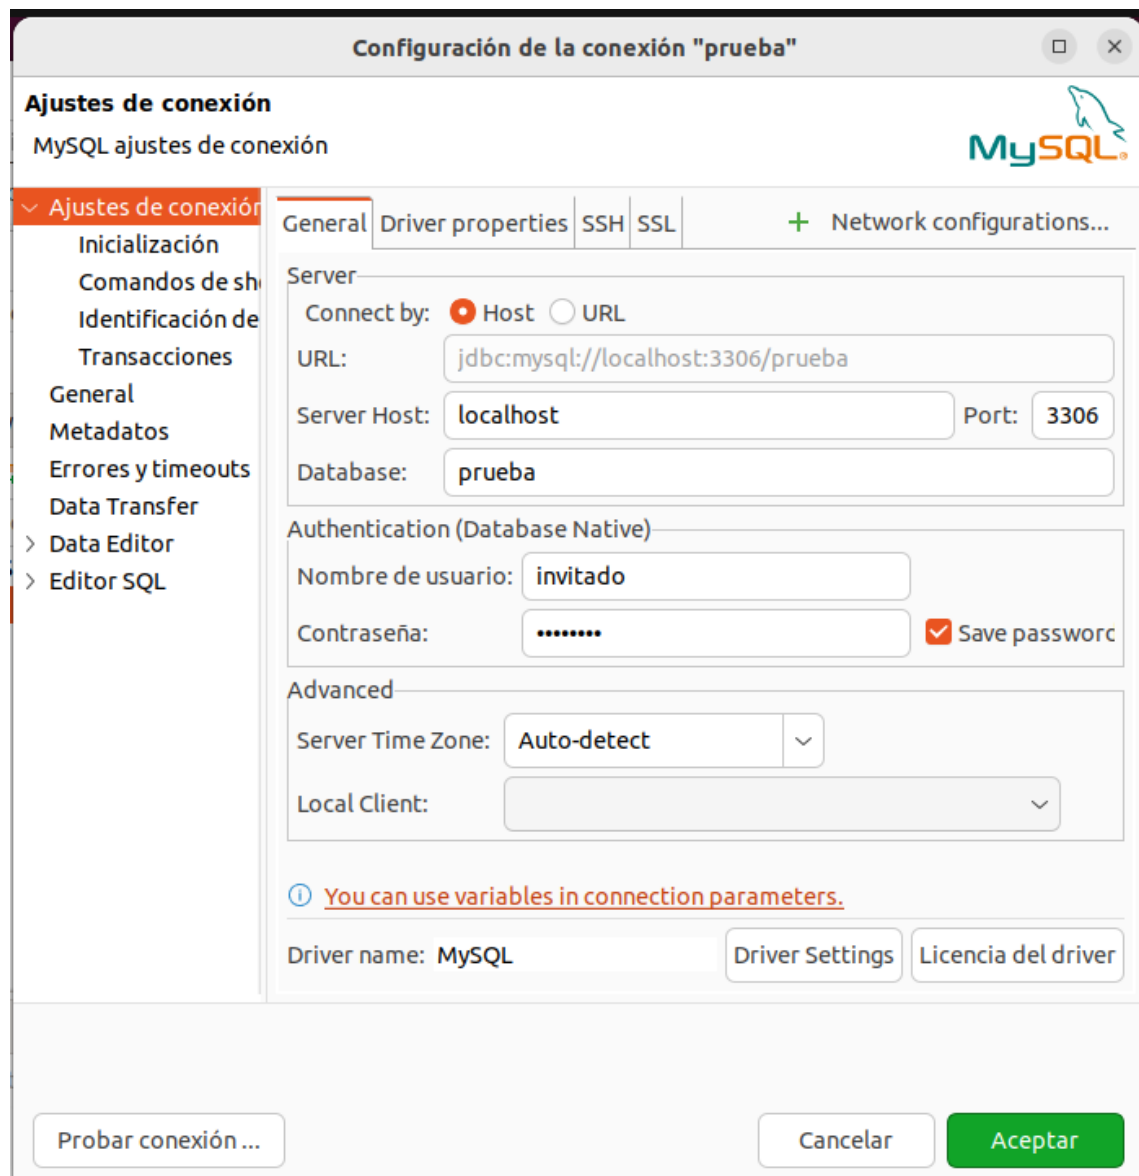 Configuración de la conexión "prueba"
Ajustes de conexión
MySQL ajustes de conexión
MySQL®
Ajustes de conexión
Inicialización
Comandos de she
Identificación de
Transacciones
General
Metadatos
Errores y timeouts
Data Transfer
Data Editor
Editor SQL
General Driver properties SSH SSL + Network configurations...
Server
Connect by: Host URL
URL: jdbc:mysql://localhost:3306/prueba
Server Host: localhost Port: 3306
Database: prueba
Authentication (Database Native)
Nombre de usuario: invitado
Contraseña: ••••••••
Save password
Advanced
Server Time Zone: Auto-detect
Local Client:
You can use variables in connection parameters.
Driver name: MySQL Driver Settings Licencia del driver
Probar conexión ... Cancelar Aceptar